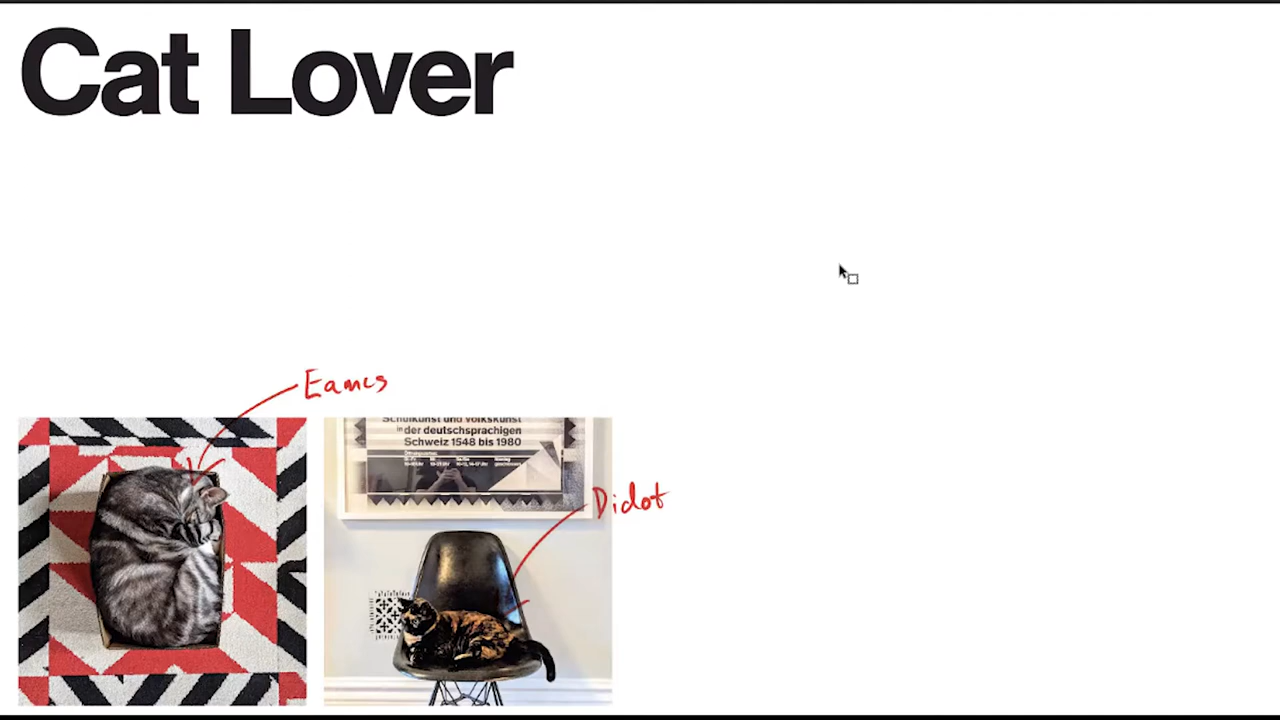 Cat Lover
Eames
Schulkunst und Volkskunst
in der deutschsprachigen
Schweiz 1548 bis 1980
Didot